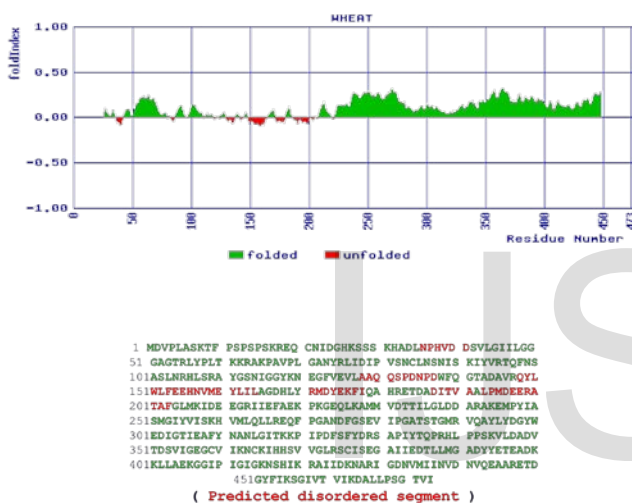 WHEAT
foldIndex
1.00
0.50
0.00
-0.50
-1.00
0 50 100 150 200 250 300 350 400 450 473
Residue Number
folded unfolded
1 MDVPLASKTF PSPSPSKREQ CNIDGHKSSS KHADLNPHVD DSVLGIILGG
51 GAGTRLYPLT KKRAKPAVPL GANYRLIDIP VSNCLNSNIS KIYVRTQFNS
101 ASLNRHLSRA YGSNIGGYKN EGFVEVLAAQ QSPDNPDWFQG TADAVRQYL
151 WLFEEHNVME YLILAGDHLY RMDYEKFIQA HRETDADITV AALPMDEERA
201 TAFGLMKIDE EGRIIEFAEK PKGEQLKAMM VDTTILGLDD ARAKEMPYIA
251 SMGIYVISKH VMLQLLREQF PGANDFGSEV IPGATSTGMR VQAYLYDGYW
301 EDIGTIEAFY NANLGITKKP IPDFSFYDRS APIYTQPRHL PPSKVLDADV
351 TDSVIGEGCV IKNCKIHHSV VGLRSCISEG AIIEDTLLMG ADYYETEADK
401 KLLAEKGGIP IGIGKNSHIK RAIIDKNARI GDNVMIINVD NVQEAARETD
451 GYFIKSGIVT VIKDALLPSG TVI
( Predicted disordered segment )
US